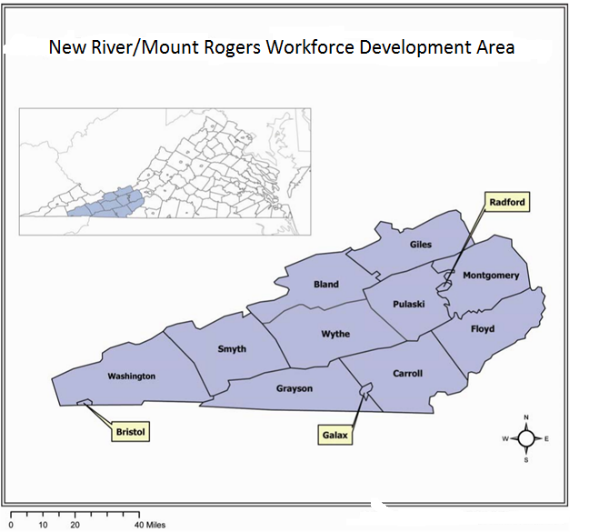 New River/Mount Rogers Workforce Development Area
Radford
Giles
Montgomery
Bland
Pulaski
Floyd
Wythe
Smyth
Carroll
Washington
Grayson
Bristol
Galax
N
W
E
S
0 10 20 40 Miles